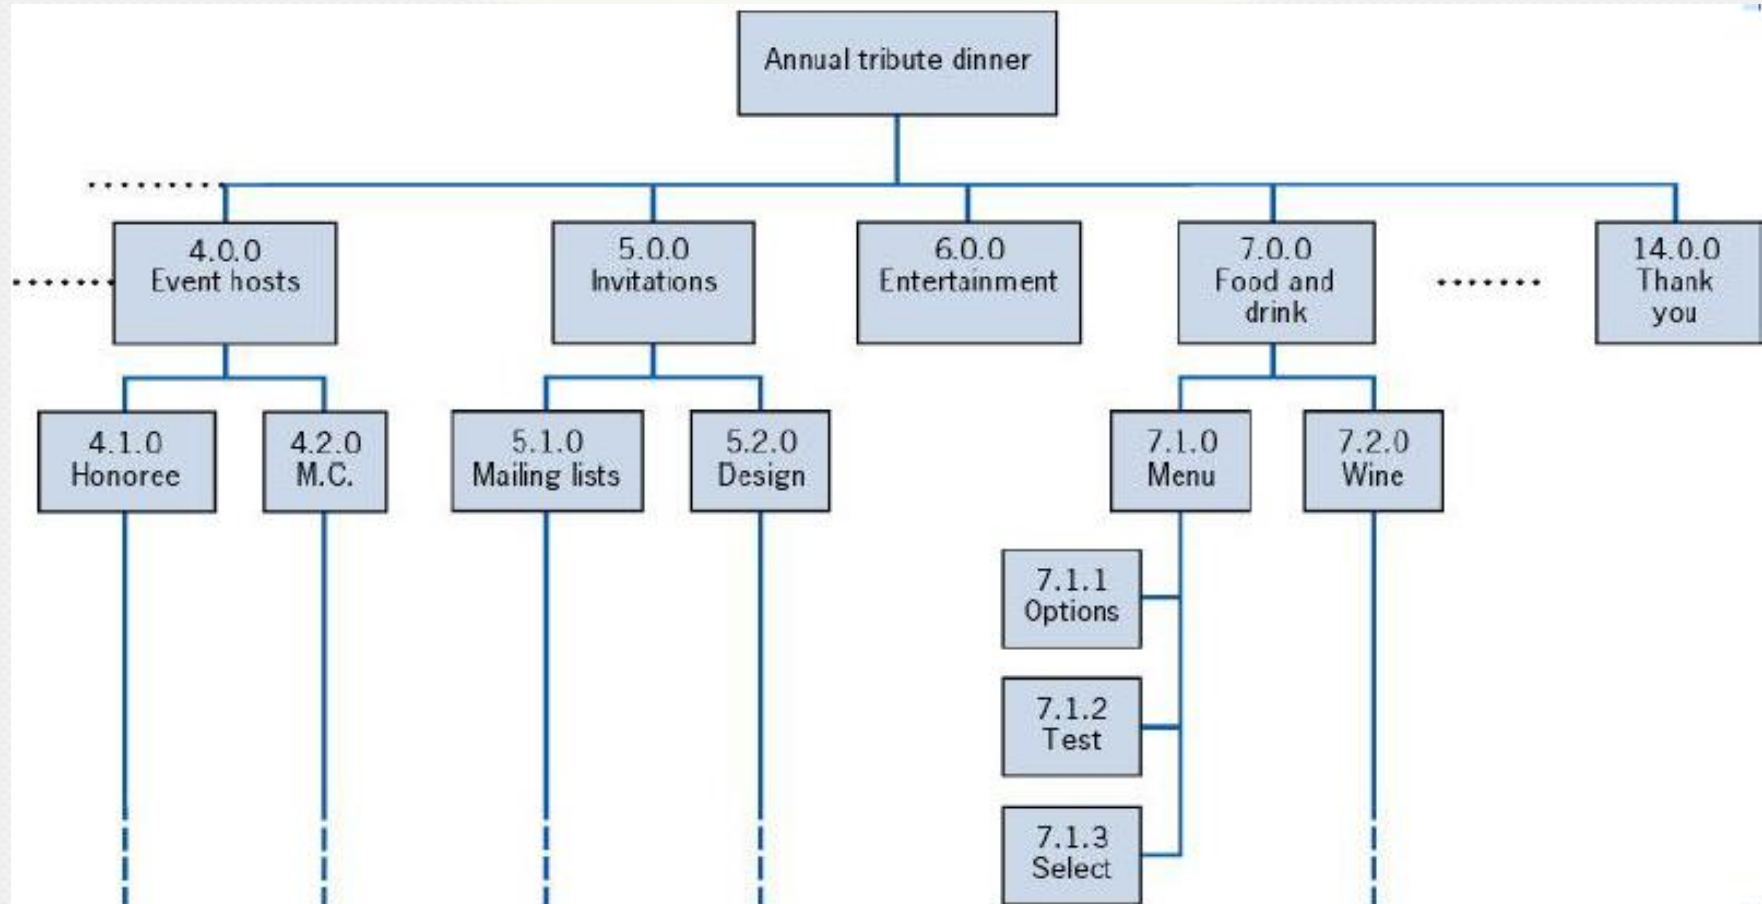 Annual tribute dinner
4.0.0
Event hosts
5.0.0
Invitations
6.0.0
Entertainment
7.0.0
Food and
drink
14.0.0
Thank
you
4.1.0
Honoree
4.2.0
M.C.
5.1.0
Mailing lists
5.2.0
Design
7.1.0
Menu
7.2.0
Wine
7.1.1
Options
7.1.2
Test
7.1.3
Select